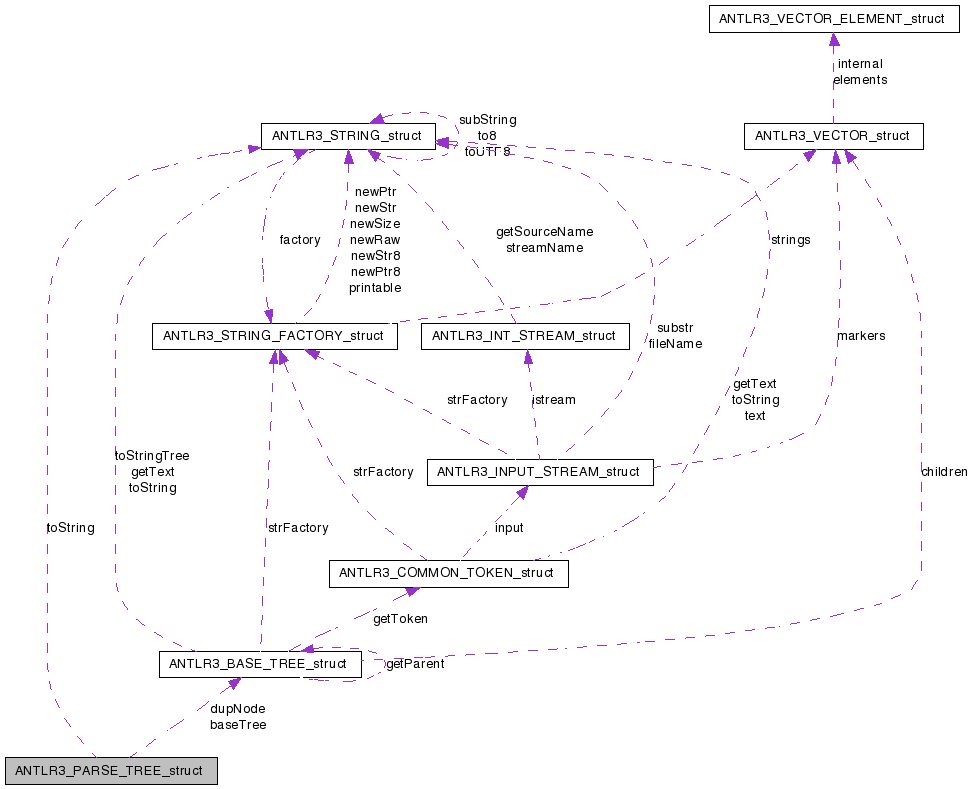 ANTLR3_VECTOR_ELEMENT_struct
internal
elements
subString
to8
toUTF8
ANTLR3_STRING_struct
ANTLR3_VECTOR_struct
newPtr
newStr
newSize
newRaw
newStr8
newPtr8
printable
factory
getSourceName
streamName
strings
ANTLR3_STRING_FACTORY_struct
ANTLR3_INT_STREAM_struct
substr
fileName
markers
strFactory
istream
getText
toString
text
toStringTree
getText
toString
strFactory
ANTLR3_INPUT_STREAM_struct
children
toString
strFactory
input
ANTLR3_COMMON_TOKEN_struct
getToken
ANTLR3_BASE_TREE_struct
getParent
dupNode
baseTree
ANTLR3_PARSE_TREE_struct